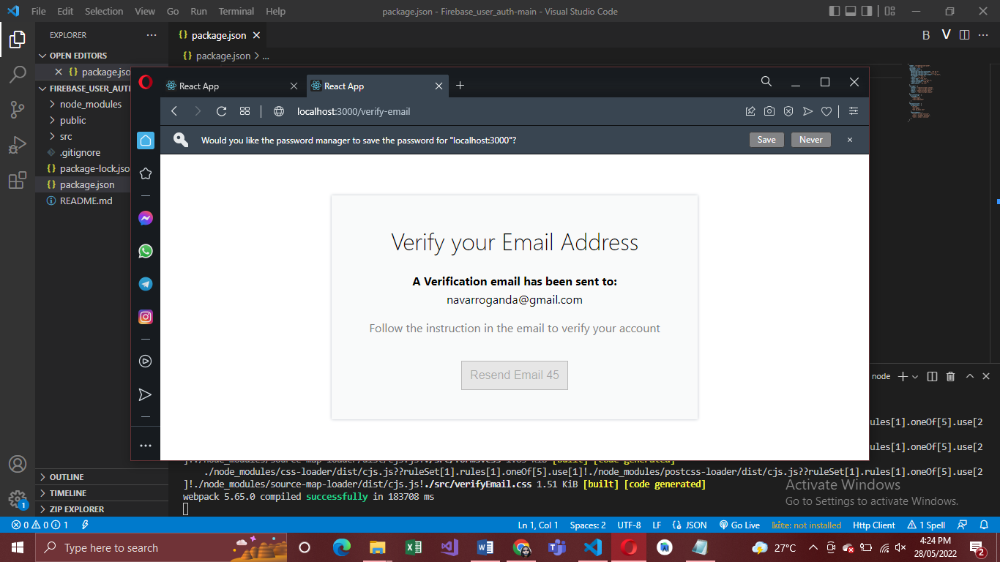 File Edit Selection View Go Run Terminal Help package.json - Firebase_user_auth-main - Visual Studio Code
EXPLORER
{} package.json
B V
OPEN EDITORS
{} package.json > ...
{} package.jso
FIREBASE_USER_AUTH
node_modules
public
src
.gitignore
package-lock.jso
package.json
README.md
React App
React App
localhost:3000/verify-email
Would you like the password manager to save the password for "localhost:3000"?
Save
Never
Verify your Email Address
A Verification email has been sent to:
navarroganda@gmail.com
Follow the instruction in the email to verify your account
Resend Email 45
node
ules[1].oneOf[5].use[2
ules[1].oneOf[5].use[2
./node_modules/css-loader/dist/cjs.js??ruleSet[1].rules[1].oneOf[5].use[1]!./node_modules/postcss-loader/dist/cjs.js??ruleSet[1].rules[1].oneOf[5].use[2
]!./node_modules/source-map-loader/dist/cjs.js!./src/verifyEmail.css 1.51 KiB [built] [code generated]
webpack 5.65.0 compiled successfully in 183708 ms
OUTLINE
TIMELINE
ZIP EXPLORER
1
Activate Windows
Go to Settings to activate Windows.
0 0 1
Ln 1, Col 1 Spaces: 2 UTF-8 LF {} JSON Go Live kite: not installed Http Client 1 Spell
Type here to search
27°C
4:24 PM
28/05/2022
2